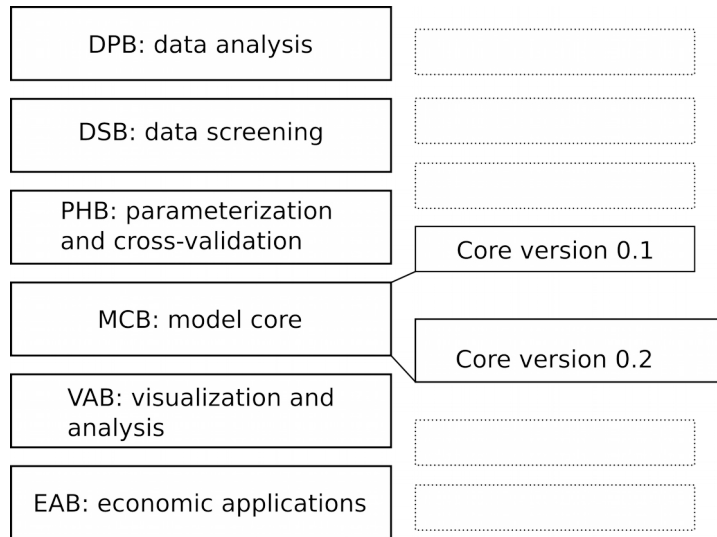 DPB: data analysis
DSB: data screening
PHB: parameterization
and cross-validation
Core version 0.1
MCB: model core
Core version 0.2
VAB: visualization and
analysis
EAB: economic applications